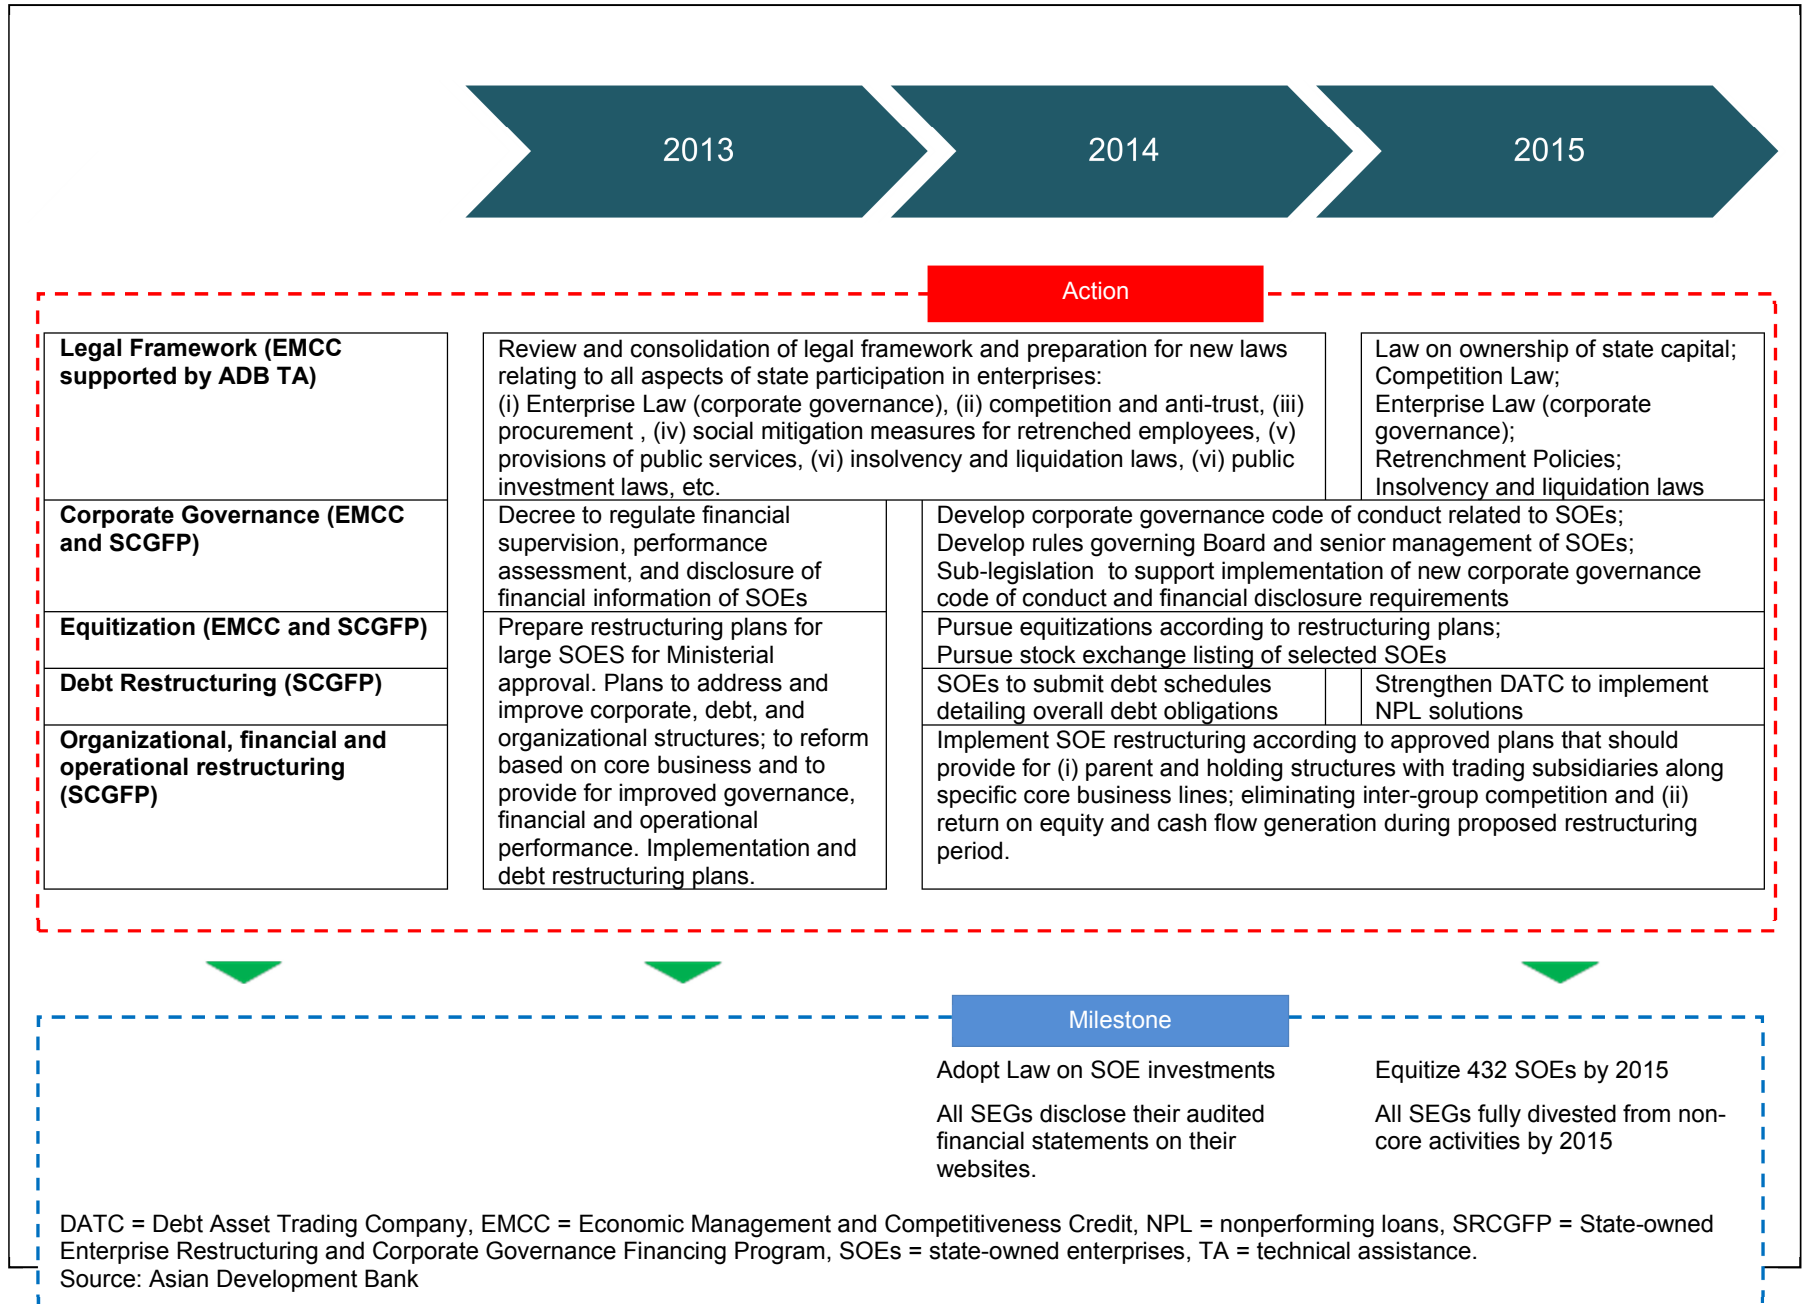 2013
2014
2015
Action
Legal Framework (EMCC
supported by ADB TA)
Review and consolidation of legal framework and preparation for new laws
relating to all aspects of state participation in enterprises:
(i) Enterprise Law (corporate governance), (ii) competition and anti-trust, (iii)
procurement , (iv) social mitigation measures for retrenched employees, (v)
provisions of public services, (vi) insolvency and liquidation laws, (vi) public
investment laws, etc.
Law on ownership of state capital;
Competition Law;
Enterprise Law (corporate
governance);
Retrenchment Policies;
Insolvency and liquidation laws
Corporate Governance (EMCC
and SCGFP)
Decree to regulate financial
supervision, performance
assessment, and disclosure of
financial information of SOEs
Develop corporate governance code of conduct related to SOEs;
Develop rules governing Board and senior management of SOEs;
Sub-legislation to support implementation of new corporate governance
code of conduct and financial disclosure requirements
Equitization (EMCC and SCGFP)
Prepare restructuring plans for
large SOES for Ministerial
approval. Plans to address and
improve corporate, debt, and
organizational structures; to reform
based on core business and to
provide for improved governance,
financial and operational
performance. Implementation and
debt restructuring plans.
Pursue equitizations according to restructuring plans;
Pursue stock exchange listing of selected SOEs
Debt Restructuring (SCGFP)
SOEs to submit debt schedules
detailing overall debt obligations
Strengthen DATC to implement
NPL solutions
Organizational, financial and
operational restructuring
(SCGFP)
Implement SOE restructuring according to approved plans that should
provide for (i) parent and holding structures with trading subsidiaries along
specific core business lines; eliminating inter-group competition and (ii)
return on equity and cash flow generation during proposed restructuring
period.
Milestone
Adopt Law on SOE investments
All SEGs disclose their audited
financial statements on their
websites.
Equitize 432 SOEs by 2015
All SEGs fully divested from non-
core activities by 2015
DATC = Debt Asset Trading Company, EMCC = Economic Management and Competitiveness Credit, NPL = nonperforming loans, SRCGFP = State-owned
Enterprise Restructuring and Corporate Governance Financing Program, SOEs = state-owned enterprises, TA = technical assistance.
Source: Asian Development Bank